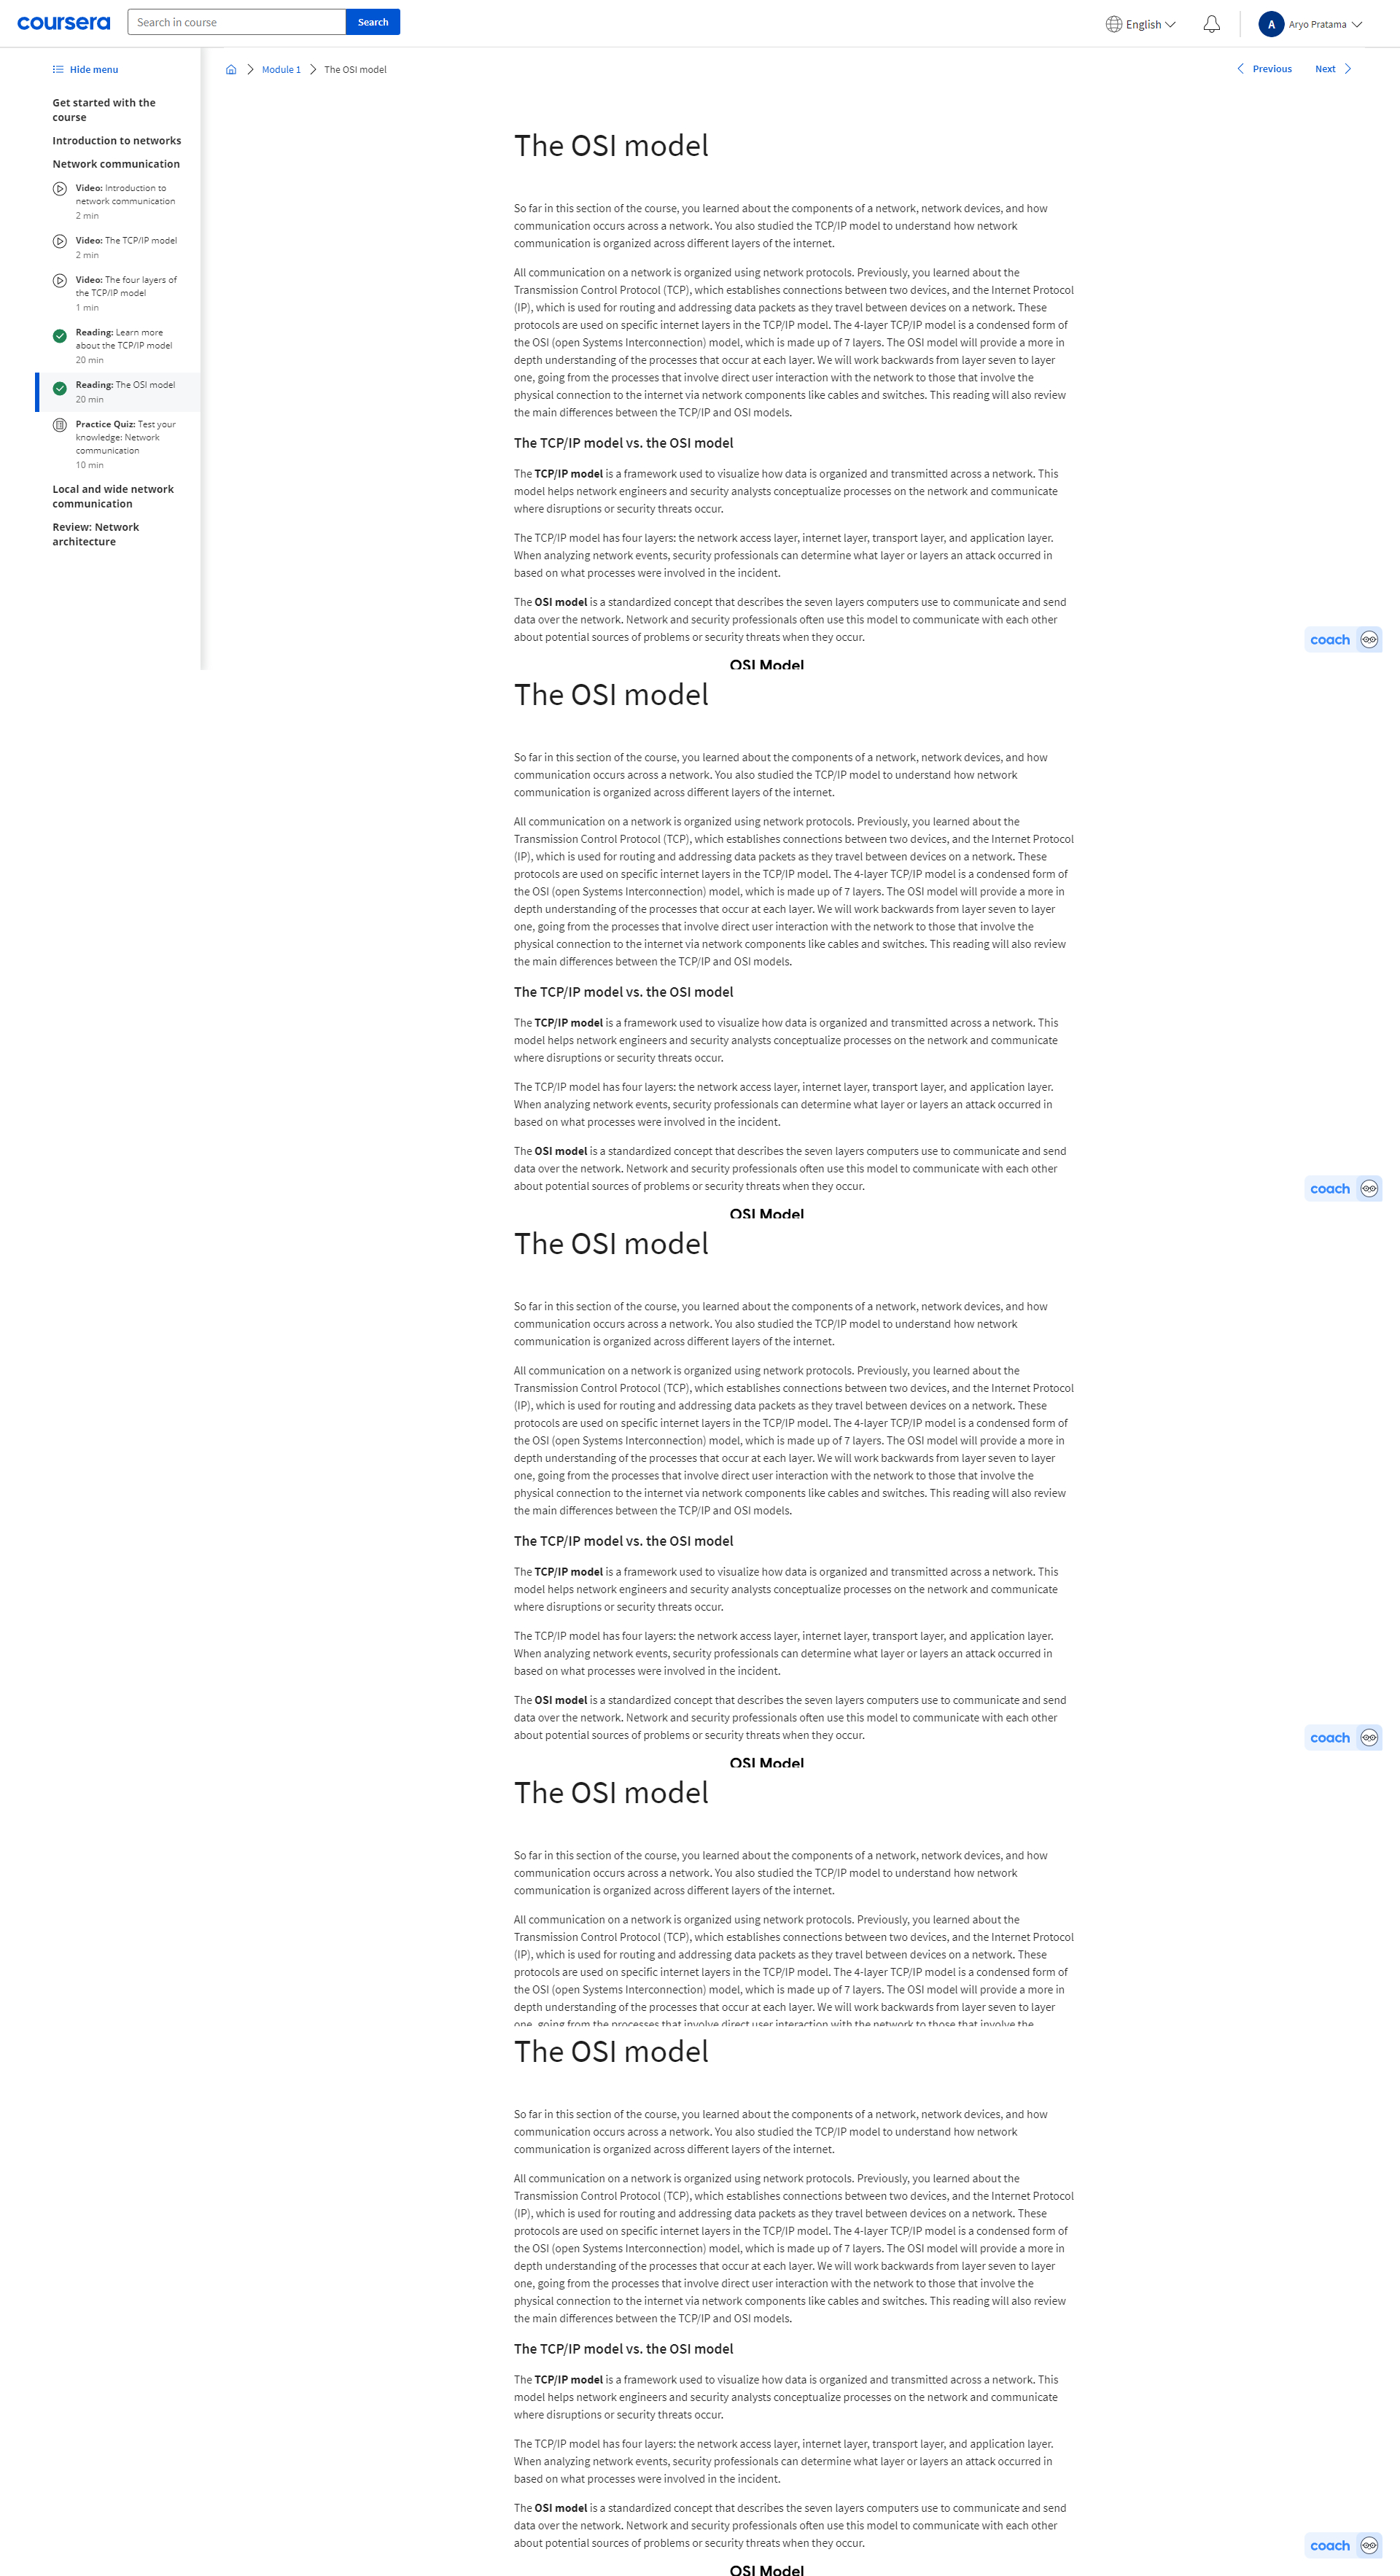 coursera
Search in course
Search
English
A
Aryo Pratama
Hide menu
Get started with the
course
Introduction to networks
Network communication
Video: Introduction to
network communication
2 min
Video: The TCP/IP model
2 min
Video: The four layers of
the TCP/IP model
1 min
Reading: Learn more
about the TCP/IP model
20 min
Reading: The OSI model
20 min
Practice Quiz: Test your
knowledge: Network
communication
10 min
Local and wide network
communication
Review: Network
architecture
Module 1
The OSI model
Previous
Next
The OSI model
So far in this section of the course, you learned about the components of a network, network devices, and how
communication occurs across a network. You also studied the TCP/IP model to understand how network
communication is organized across different layers of the internet.
All communication on a network is organized using network protocols. Previously, you learned about the
Transmission Control Protocol (TCP), which establishes connections between two devices, and the Internet Protocol
(IP), which is used for routing and addressing data packets as they travel between devices on a network. These
protocols are used on specific internet layers in the TCP/IP model. The 4-layer TCP/IP model is a condensed form of
the OSI (open Systems Interconnection) model, which is made up of 7 layers. The OSI model will provide a more in
depth understanding of the processes that occur at each layer. We will work backwards from layer seven to layer
one, going from the processes that involve direct user interaction with the network to those that involve the
physical connection to the internet via network components like cables and switches. This reading will also review
the main differences between the TCP/IP and OSI models.
The TCP/IP model vs. the OSI model
The TCP/IP model is a framework used to visualize how data is organized and transmitted across a network. This
model helps network engineers and security analysts conceptualize processes on the network and communicate
where disruptions or security threats occur.
The TCP/IP model has four layers: the network access layer, internet layer, transport layer, and application layer.
When analyzing network events, security professionals can determine what layer or layers an attack occurred in
based on what processes were involved in the incident.
The OSI model is a standardized concept that describes the seven layers computers use to communicate and send
data over the network. Network and security professionals often use this model to communicate with each other
about potential sources of problems or security threats when they occur.
coach
OSI Model
The OSI model
So far in this section of the course, you learned about the components of a network, network devices, and how
communication occurs across a network. You also studied the TCP/IP model to understand how network
communication is organized across different layers of the internet.
All communication on a network is organized using network protocols. Previously, you learned about the
Transmission Control Protocol (TCP), which establishes connections between two devices, and the Internet Protocol
(IP), which is used for routing and addressing data packets as they travel between devices on a network. These
protocols are used on specific internet layers in the TCP/IP model. The 4-layer TCP/IP model is a condensed form of
the OSI (open Systems Interconnection) model, which is made up of 7 layers. The OSI model will provide a more in
depth understanding of the processes that occur at each layer. We will work backwards from layer seven to layer
one, going from the processes that involve direct user interaction with the network to those that involve the
physical connection to the internet via network components like cables and switches. This reading will also review
the main differences between the TCP/IP and OSI models.
The TCP/IP model vs. the OSI model
The TCP/IP model is a framework used to visualize how data is organized and transmitted across a network. This
model helps network engineers and security analysts conceptualize processes on the network and communicate
where disruptions or security threats occur.
The TCP/IP model has four layers: the network access layer, internet layer, transport layer, and application layer.
When analyzing network events, security professionals can determine what layer or layers an attack occurred in
based on what processes were involved in the incident.
The OSI model is a standardized concept that describes the seven layers computers use to communicate and send
data over the network. Network and security professionals often use this model to communicate with each other
about potential sources of problems or security threats when they occur.
coach
OSI Model
The OSI model
So far in this section of the course, you learned about the components of a network, network devices, and how
communication occurs across a network. You also studied the TCP/IP model to understand how network
communication is organized across different layers of the internet.
All communication on a network is organized using network protocols. Previously, you learned about the
Transmission Control Protocol (TCP), which establishes connections between two devices, and the Internet Protocol
(IP), which is used for routing and addressing data packets as they travel between devices on a network. These
protocols are used on specific internet layers in the TCP/IP model. The 4-layer TCP/IP model is a condensed form of
the OSI (open Systems Interconnection) model, which is made up of 7 layers. The OSI model will provide a more in
depth understanding of the processes that occur at each layer. We will work backwards from layer seven to layer
one, going from the processes that involve direct user interaction with the network to those that involve the
physical connection to the internet via network components like cables and switches. This reading will also review
the main differences between the TCP/IP and OSI models.
The TCP/IP model vs. the OSI model
The TCP/IP model is a framework used to visualize how data is organized and transmitted across a network. This
model helps network engineers and security analysts conceptualize processes on the network and communicate
where disruptions or security threats occur.
The TCP/IP model has four layers: the network access layer, internet layer, transport layer, and application layer.
When analyzing network events, security professionals can determine what layer or layers an attack occurred in
based on what processes were involved in the incident.
The OSI model is a standardized concept that describes the seven layers computers use to communicate and send
data over the network. Network and security professionals often use this model to communicate with each other
about potential sources of problems or security threats when they occur.
coach
OSI Model
The OSI model
So far in this section of the course, you learned about the components of a network, network devices, and how
communication occurs across a network. You also studied the TCP/IP model to understand how network
communication is organized across different layers of the internet.
All communication on a network is organized using network protocols. Previously, you learned about the
Transmission Control Protocol (TCP), which establishes connections between two devices, and the Internet Protocol
(IP), which is used for routing and addressing data packets as they travel between devices on a network. These
protocols are used on specific internet layers in the TCP/IP model. The 4-layer TCP/IP model is a condensed form of
the OSI (open Systems Interconnection) model, which is made up of 7 layers. The OSI model will provide a more in
depth understanding of the processes that occur at each layer. We will work backwards from layer seven to layer
one, going from the processes that involve direct user interaction with the network to those that involve the
The OSI model
So far in this section of the course, you learned about the components of a network, network devices, and how
communication occurs across a network. You also studied the TCP/IP model to understand how network
communication is organized across different layers of the internet.
All communication on a network is organized using network protocols. Previously, you learned about the
Transmission Control Protocol (TCP), which establishes connections between two devices, and the Internet Protocol
(IP), which is used for routing and addressing data packets as they travel between devices on a network. These
protocols are used on specific internet layers in the TCP/IP model. The 4-layer TCP/IP model is a condensed form of
the OSI (open Systems Interconnection) model, which is made up of 7 layers. The OSI model will provide a more in
depth understanding of the processes that occur at each layer. We will work backwards from layer seven to layer
one, going from the processes that involve direct user interaction with the network to those that involve the
physical connection to the internet via network components like cables and switches. This reading will also review
the main differences between the TCP/IP and OSI models.
The TCP/IP model vs. the OSI model
The TCP/IP model is a framework used to visualize how data is organized and transmitted across a network. This
model helps network engineers and security analysts conceptualize processes on the network and communicate
where disruptions or security threats occur.
The TCP/IP model has four layers: the network access layer, internet layer, transport layer, and application layer.
When analyzing network events, security professionals can determine what layer or layers an attack occurred in
based on what processes were involved in the incident.
The OSI model is a standardized concept that describes the seven layers computers use to communicate and send
data over the network. Network and security professionals often use this model to communicate with each other
about potential sources of problems or security threats when they occur.
coach
OSI Model